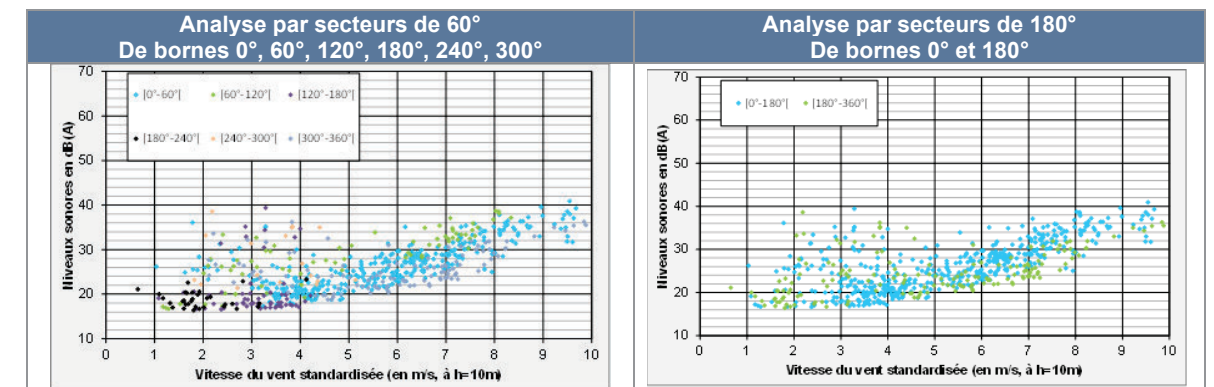 Analyse par secteurs de 60°
De bornes 0°, 60°, 120°, 180°, 240°, 300°
Analyse par secteurs de 180°
De bornes 0° et 180°
70
60
50
40
30
20
10
Niveaux sonores en dB(A)
|0°-60°| |60°-120°| |120°-180°|
|180°-240°| |240°-300°| |300°-360°|
0 1 2 3 4 5 6 7 8 9 10
Vitesse du vent standardisée (en m/s, à h=10m)
70
60
50
40
30
20
10
Niveaux sonores en dB(A)
|0°-180°| |180°-360°|
0 1 2 3 4 5 6 7 8 9 10
Vitesse du vent standardisée (en m/s, à h=10m)